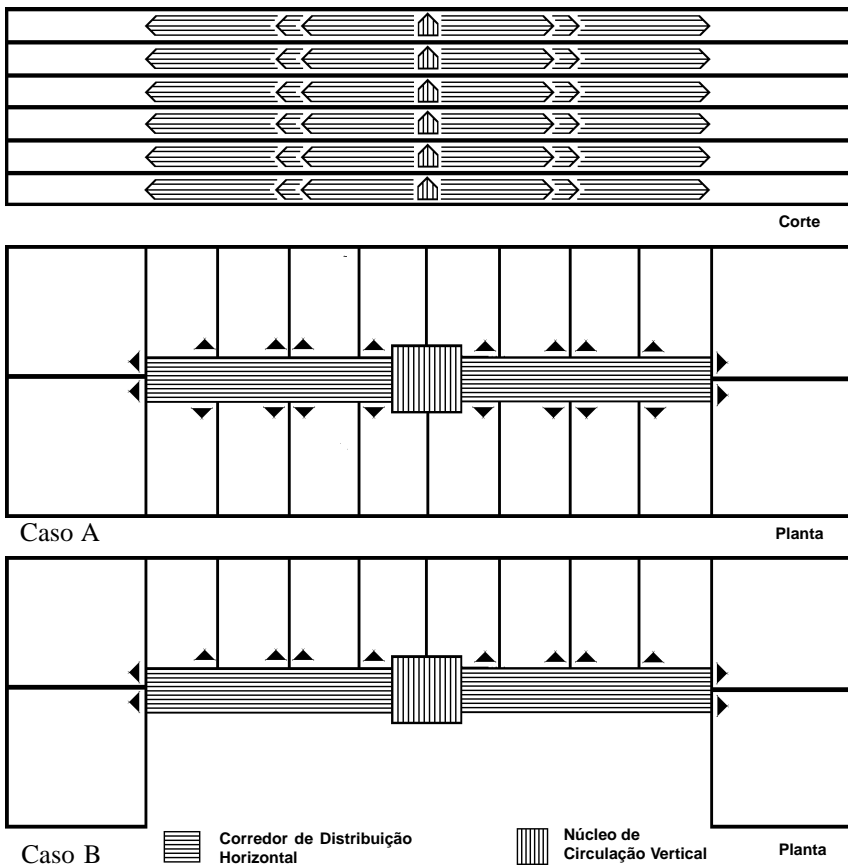 Corte
Caso A
Planta
Caso B
Corredor de Distribuição
Horizontal
Núcleo de
Circulação Vertical
Planta